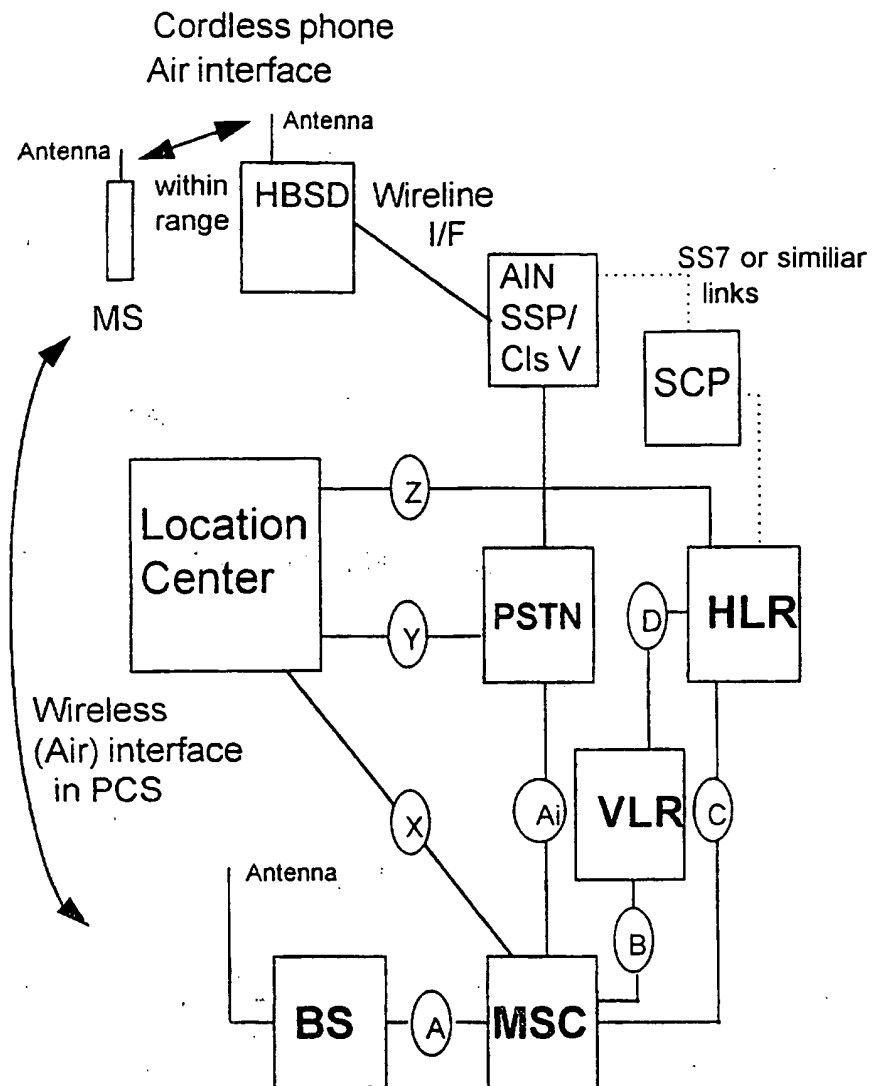 Cordless phone
Air interface
Antenna
Antenna
within
range
HBSD
Wireline
I/F
MS
AIN
SSP/
Cls V
SS7 or similiar
links
SCP
Z
Location
Center
PSTN
D
HLR
Y
Wireless
(Air) interface
in PCS
X
Ai
VLR
C
Antenna
B
BS
A
MSC